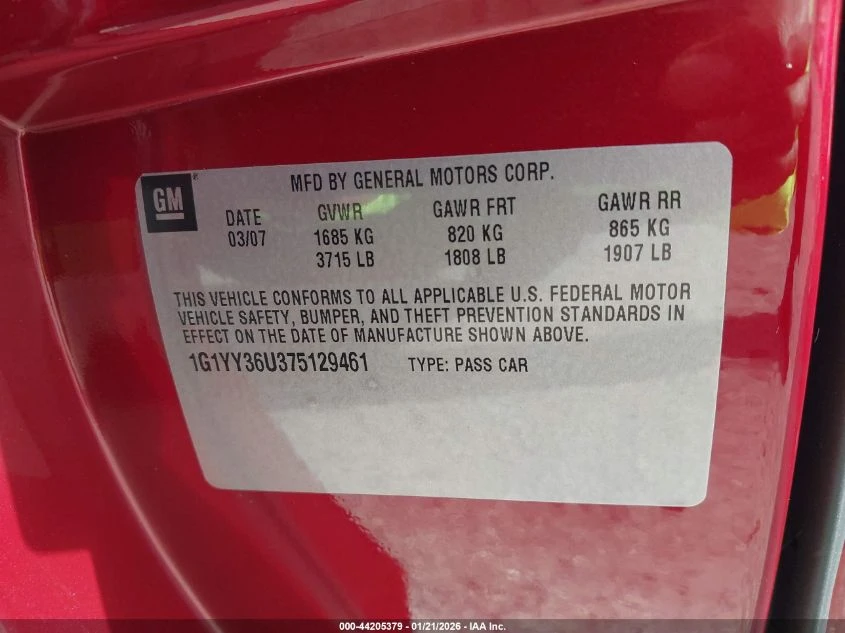 MFD BY GENERAL MOTORS CORP.
GM
DATE GVWR GAWR FRT GAWR RR
03/07 1685 KG 820 KG 865 KG
3715 LB 1808 LB 1907 LB
THIS VEHICLE CONFORMS TO ALL APPLICABLE U.S. FEDERAL MOTOR
VEHICLE SAFETY, BUMPER, AND THEFT PREVENTION STANDARDS IN
EFFECT ON THE DATE OF MANUFACTURE SHOWN ABOVE.
1G1YY36U375129461 TYPE: PASS CAR
000-44205379 - 01/21/2026 - IAA Inc.